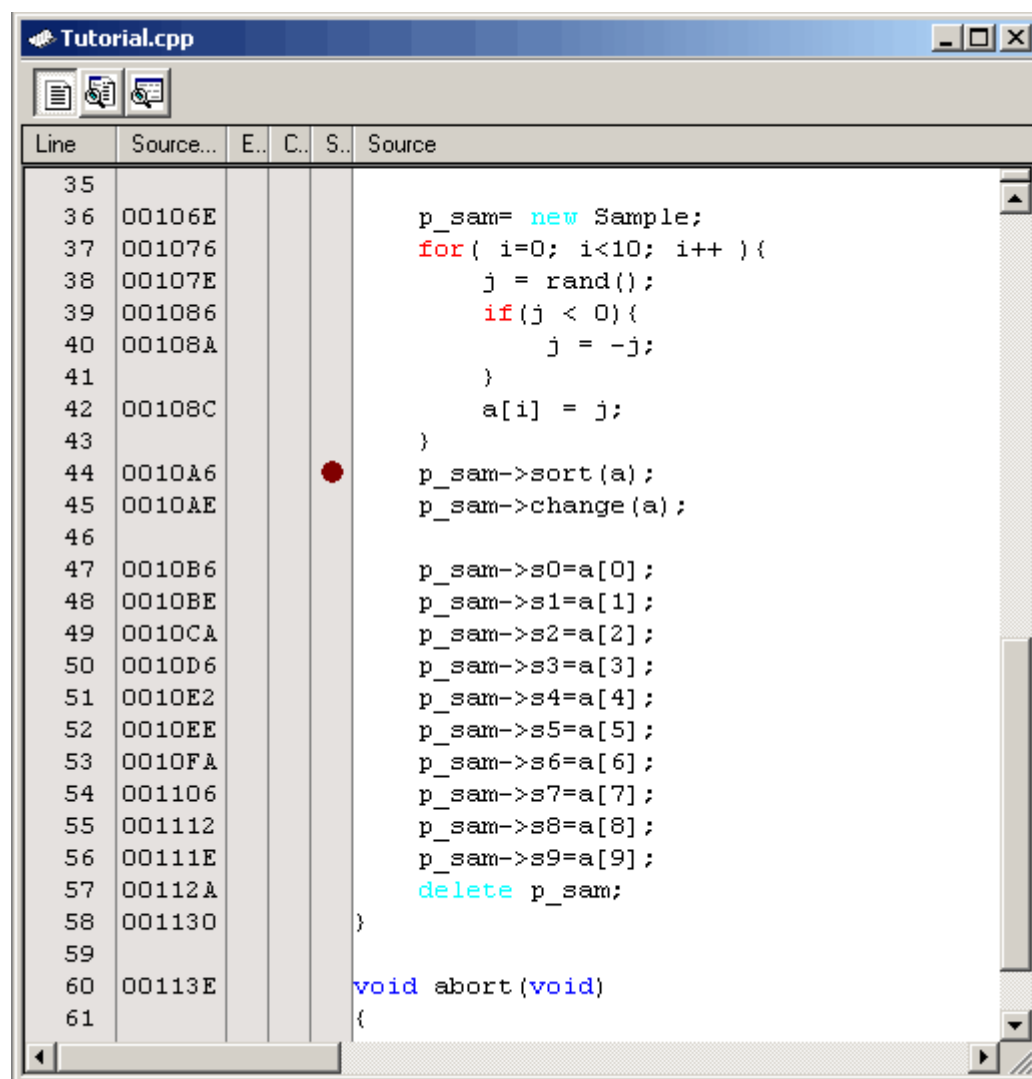 Tutorial.cpp
Line Source... E.. C.. S.. Source
35
36 00106E p_sam= new Sample;
37 001076 for( i=0; i<10; i++ ){
38 00107E j = rand();
39 001086 if(j < 0){
40 00108A j = -j;
41 }
42 00108C a[i] = j;
43 }
44 0010A6 p_sam->sort(a);
45 0010AE p_sam->change(a);
46
47 0010B6 p_sam->s0=a[0];
48 0010BE p_sam->s1=a[1];
49 0010CA p_sam->s2=a[2];
50 0010D6 p_sam->s3=a[3];
51 0010E2 p_sam->s4=a[4];
52 0010EE p_sam->s5=a[5];
53 0010FA p_sam->s6=a[6];
54 001106 p_sam->s7=a[7];
55 001112 p_sam->s8=a[8];
56 00111E p_sam->s9=a[9];
57 00112A delete p_sam;
58 001130 }
59
60 00113E void abort(void)
61 {